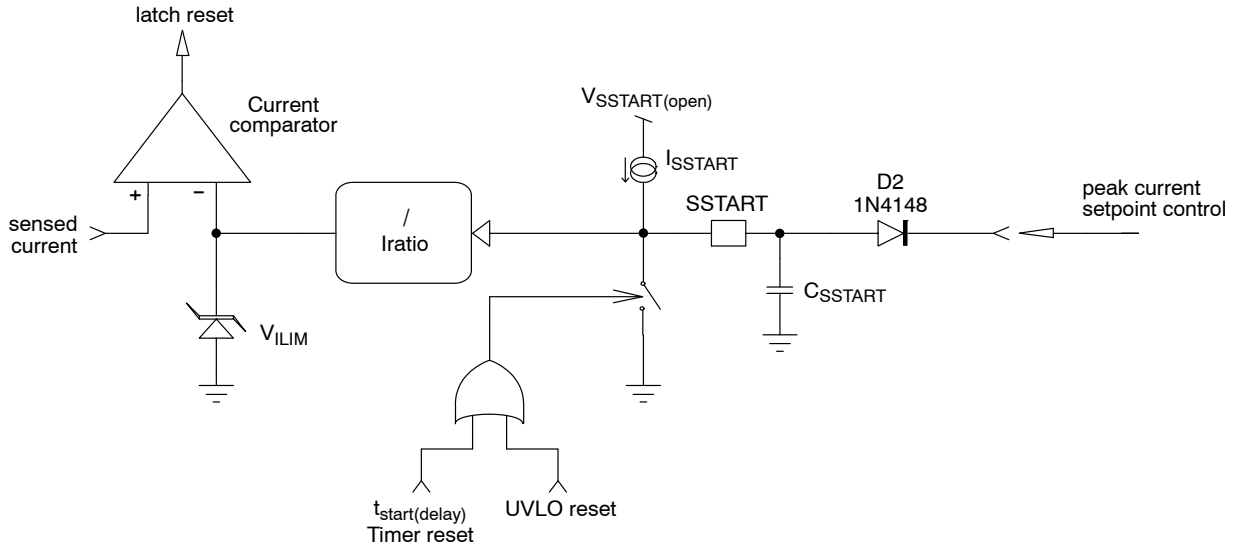 latch reset
Current
comparator
+
−
sensed
current
/
Iratio
VILIM
VSSTART(open)
ISSTART
SSTART
CSSTART
D2
1N4148
peak current
setpoint control
tstart(delay)
Timer reset
UVLO reset